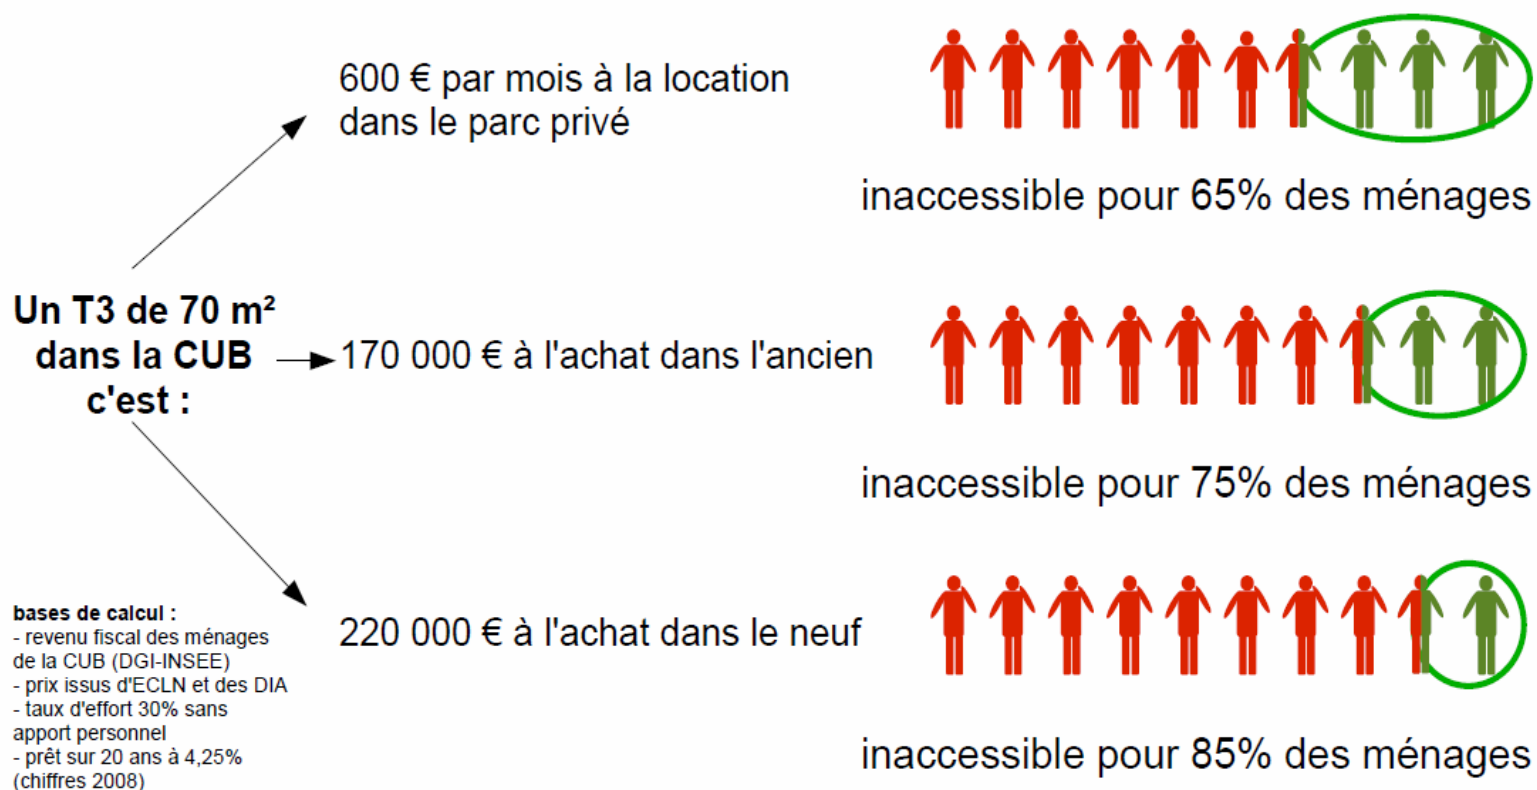 600 € par mois à la location
dans le parc privé
inaccessible pour 65% des ménages
Un T3 de 70 m²
dans la CUB
c'est :
170 000 € à l'achat dans l'ancien
inaccessible pour 75% des ménages
220 000 € à l'achat dans le neuf
inaccessible pour 85% des ménages
bases de calcul :
- revenu fiscal des ménages
de la CUB (DGI-INSEE)
- prix issus d'ECLN et des DIA
- taux d'effort 30% sans
apport personnel
- prêt sur 20 ans à 4,25%
(chiffres 2008)